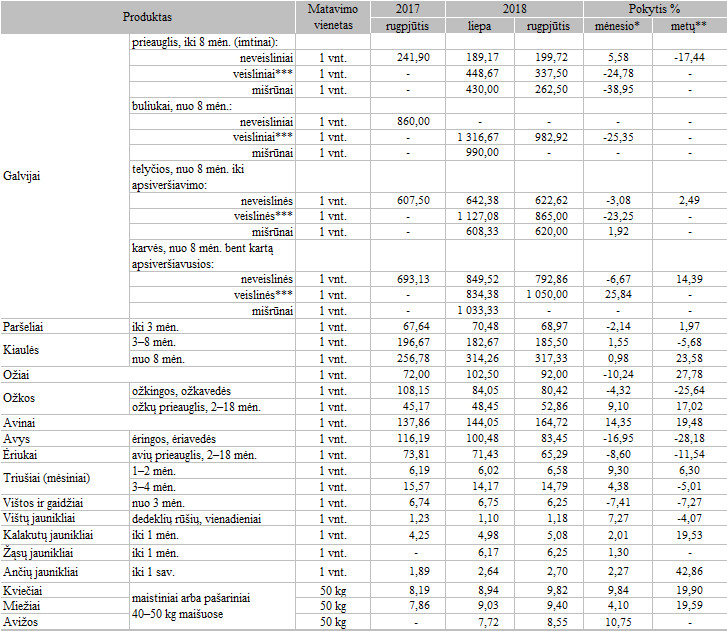 Produktas Matavimo vienetas 2017 2018 Pokytis %
rugpjūtis liepa rugpjūtis mėnesio* metų**
Galvijai
prieauglis, iki 8 mėn. (imtinai):
neveisliniai 1 vnt. 241,90 189,17 199,72 5,58 -17,44
veisliniai*** 1 vnt. - 448,67 337,50 -24,78 -
mišrūnai 1 vnt. - 430,00 262,50 -38,95 -
buliukai, nuo 8 mėn.:
neveisliniai 1 vnt. 860,00 - - - -
veisliniai*** 1 vnt. - 1 316,67 982,92 -25,35 -
mišrūnai 1 vnt. 990,00 - - -
telyčios, nuo 8 mėn. iki
apsiveršiavimo:
neveislinės 1 vnt. 607,50 642,38 622,62 -3,08 2,49
veislinės*** 1 vnt. - 1 127,08 865,00 -23,25 -
mišrūnai 1 vnt. 608,33 620,00 1,92 -
karvės, nuo 8 mėn. bent kartą
apsiveršiavusios:
neveislinės 1 vnt. 693,13 849,52 792,86 -6,67 14,39
veislinės*** 1 vnt. - 834,38 1 050,00 25,84 -
mišrūnai 1 vnt. 1 033,33 - - -
Paršeliai iki 3 mėn. 1 vnt. 67,64 70,48 68,97 -2,14 1,97
Kiaulės 3–8 mėn. 1 vnt. 196,67 182,67 185,50 1,55 -5,68
nuo 8 mėn. 1 vnt. 256,78 314,26 317,33 0,98 23,58
Ožiai 1 vnt. 72,00 102,50 92,00 -10,24 27,78
Ožkos ožkingos, ožkavedės 1 vnt. 108,15 84,05 80,42 -4,32 -25,64
ožkų prieauglis, 2–18 mėn. 1 vnt. 45,17 48,45 52,86 9,10 17,02
Avinai 1 vnt. 137,86 144,05 164,72 14,35 19,48
Avys ėringos, ėriavedės 1 vnt. 116,19 100,48 83,45 -16,95 -28,18
Ėriukai avių prieauglis, 2–18 mėn. 1 vnt. 73,81 71,43 65,29 -8,60 -11,54
Triušiai (mėsiniai) 1–2 mėn. 1 vnt. 6,19 6,02 6,58 9,30 6,30
3–4 mėn. 1 vnt. 15,57 14,17 14,79 4,38 -5,01
Vištos ir gaidžiai nuo 3 mėn. 1 vnt. 6,74 6,75 6,25 -7,41 -7,27
Vištų jaunikliai dedeklių rūšių, vienadieniai 1 vnt. 1,23 1,10 1,18 7,27 -4,07
Kalakutų jaunikliai iki 1 mėn. 1 vnt. 4,25 4,98 5,08 2,01 19,53
Žąsų jaunikliai iki 1 mėn. 1 vnt. - 6,17 6,25 1,30 -
Ančių jaunikliai iki 1 sav. 1 vnt. 1,89 2,64 2,70 2,27 42,86
Kviečiai maistiniai arba pašariniai 40–50 kg maišuose 50 kg 8,19 8,94 9,82 9,84 19,90
Miežiai 50 kg 7,86 9,03 9,40 4,10 19,59
Avižos 50 kg - 7,72 8,55 10,75 -